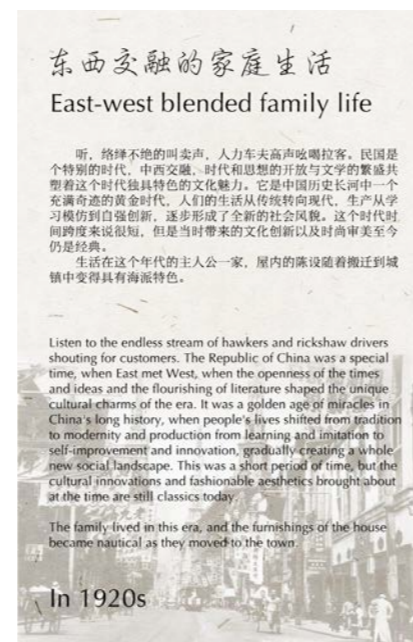 东西交融的家庭生活
East-west blended family life
听，络绎不绝的叫卖声，人力车夫高声吆喝拉客。民国是
个特别的时代，中西交融，时代和思想的开放与文学的繁盛共
塑着这个时代独具特色的文化魅力。它是中国历史长河中一个
充满奇迹的黄金时代，人们的生活从传统转向现代，生产从学
习模仿到自强创新，逐步形成了全新的社会风貌。这个时代时
间跨度来说很短，但是当时带来的文化创新以及时尚审美至今
仍是经典。
生活在这个年代的主人公一家，屋内的陈设随着搬迁到城
镇中变得具有海派特色。
Listen to the endless stream of hawkers and rickshaw drivers
shouting for customers. The Republic of China was a special
time, when East met West, when the openness of the times
and ideas and the flourishing of literature shaped the unique
cultural charms of the era. It was a golden age of miracles in
China's long history, when people's lives shifted from tradition
to modernity and production from learning and imitation to
self-improvement and innovation, gradually creating a whole
new social landscape. This was a short period of time, but the
cultural innovations and fashionable aesthetics brought about
at the time are still classics today.
The family lived in this era, and the furnishings of the house
became nautical as they moved to the town.
In 1920s